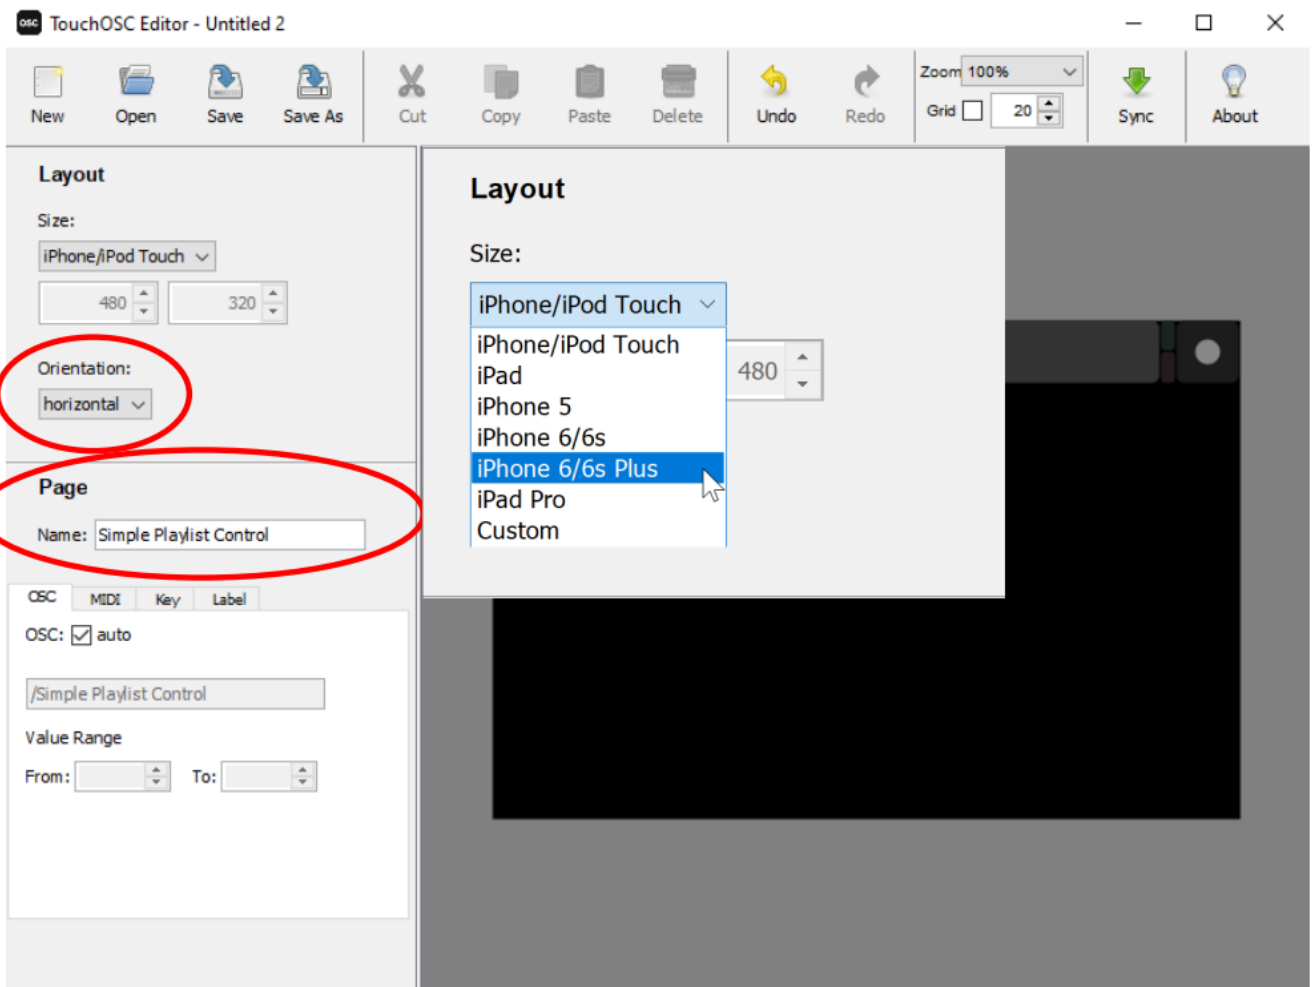 OSC TouchOSC Editor - Untitled 2
New Open Save Save As Cut Copy Paste Delete Undo Redo Zoom 100% Grid 20 Sync About
Layout
Size:
iPhone/iPod Touch
480 320
Orientation:
horizontal
Page
Name: Simple Playlist Control
OSC MIDI Key Label
OSC: auto
/Simple Playlist Control
Value Range
From: To:
Layout
Size:
iPhone/iPod Touch
iPhone/iPod Touch
iPad
480
iPhone 5
iPhone 6/6s
iPhone 6/6s Plus
iPad Pro
Custom